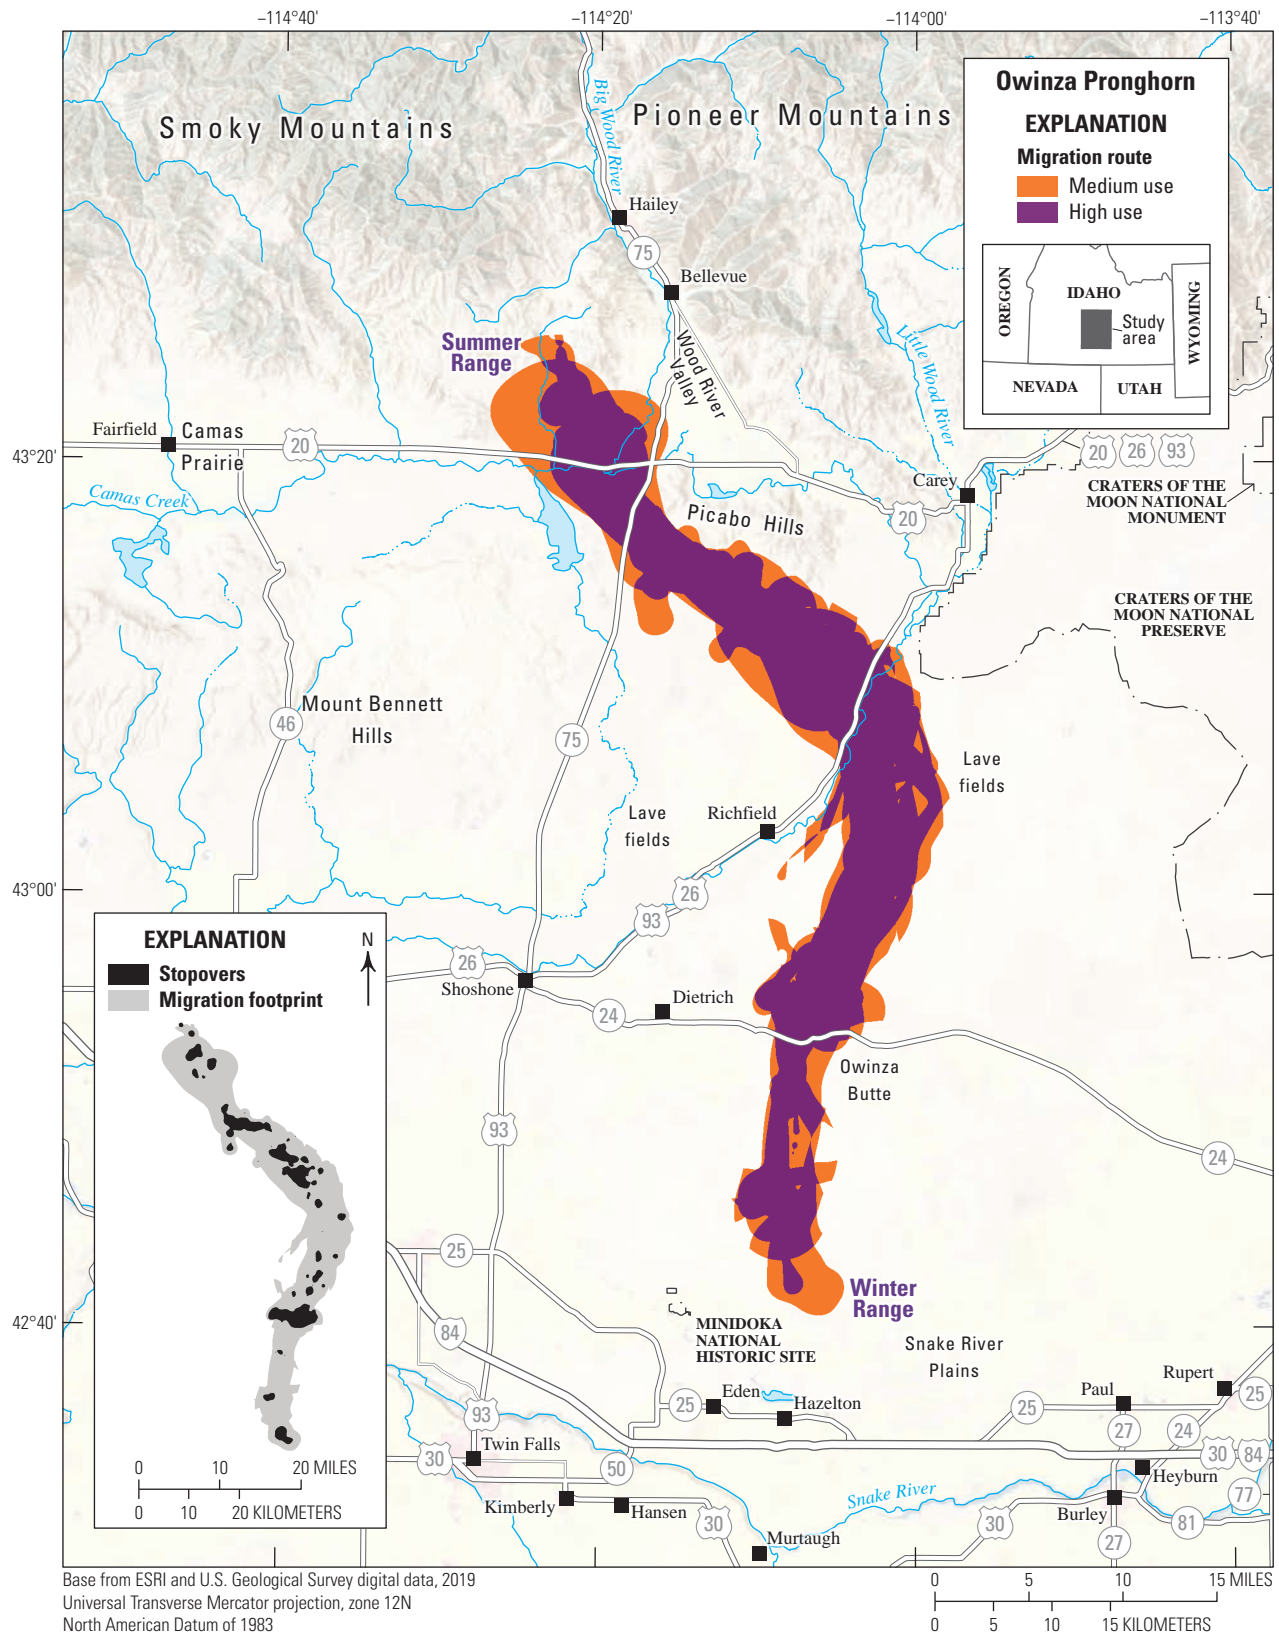 –114°40'
–114°20'
–114°00'
–113°40'
Smoky Mountains
Pioneer Mountains
Big Wood River
Hailey
75
Bellevue
Owinza Pronghorn
EXPLANATION
Migration route
Medium use
High use
OREGON
IDAHO
WYOMING
Study
area
NEVADA
UTAH
Summer
Range
Wood River
Valley
Little Wood River
Fairfield
Camas
Prairie
20
43°20'
Camas Creek
Carey
20
26
93
CRATERS OF THE
MOON NATIONAL
MONUMENT
Picabo Hills
20
CRATERS OF THE
MOON NATIONAL
PRESERVE
Mount Bennett
Hills
46
75
Lave
fields
Lave
fields
Richfield
43°00'
26
93
26
Shoshone
Dietrich
24
Owinza
Butte
93
24
EXPLANATION
N
Stopovers
Migration footprint
0 10 20 MILES
0 10 20 KILOMETERS
25
Winter
Range
42°40'
84
MINIDOKA
NATIONAL
HISTORIC SITE
Snake River
Plains
Rupert
Paul
25
Eden
Hazelton
25
25
93
27
24
Twin Falls
30
50
30
84
Heyburn
77
Kimberly
Hansen
30
Snake River
30
Burley
81
27
Murtaugh
Base from ESRI and U.S. Geological Survey digital data, 2019
Universal Transverse Mercator projection, zone 12N
North American Datum of 1983
0 5 10 15 MILES
0 5 10 15 KILOMETERS